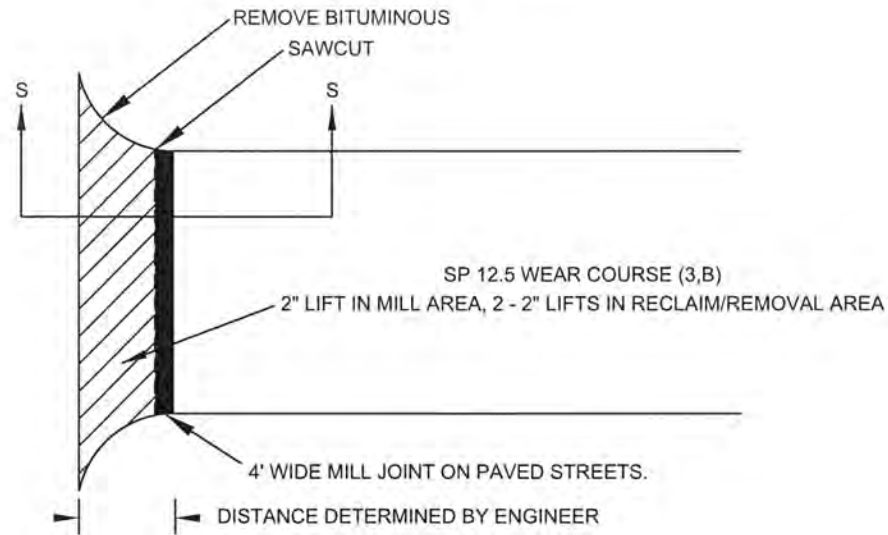 REMOVE BITUMINOUS
SAWCUT
S
S
SP 12.5 WEAR COURSE (3,B)
2" LIFT IN MILL AREA, 2 - 2" LIFTS IN RECLAIM/REMOVAL AREA
4' WIDE MILL JOINT ON PAVED STREETS.
DISTANCE DETERMINED BY ENGINEER